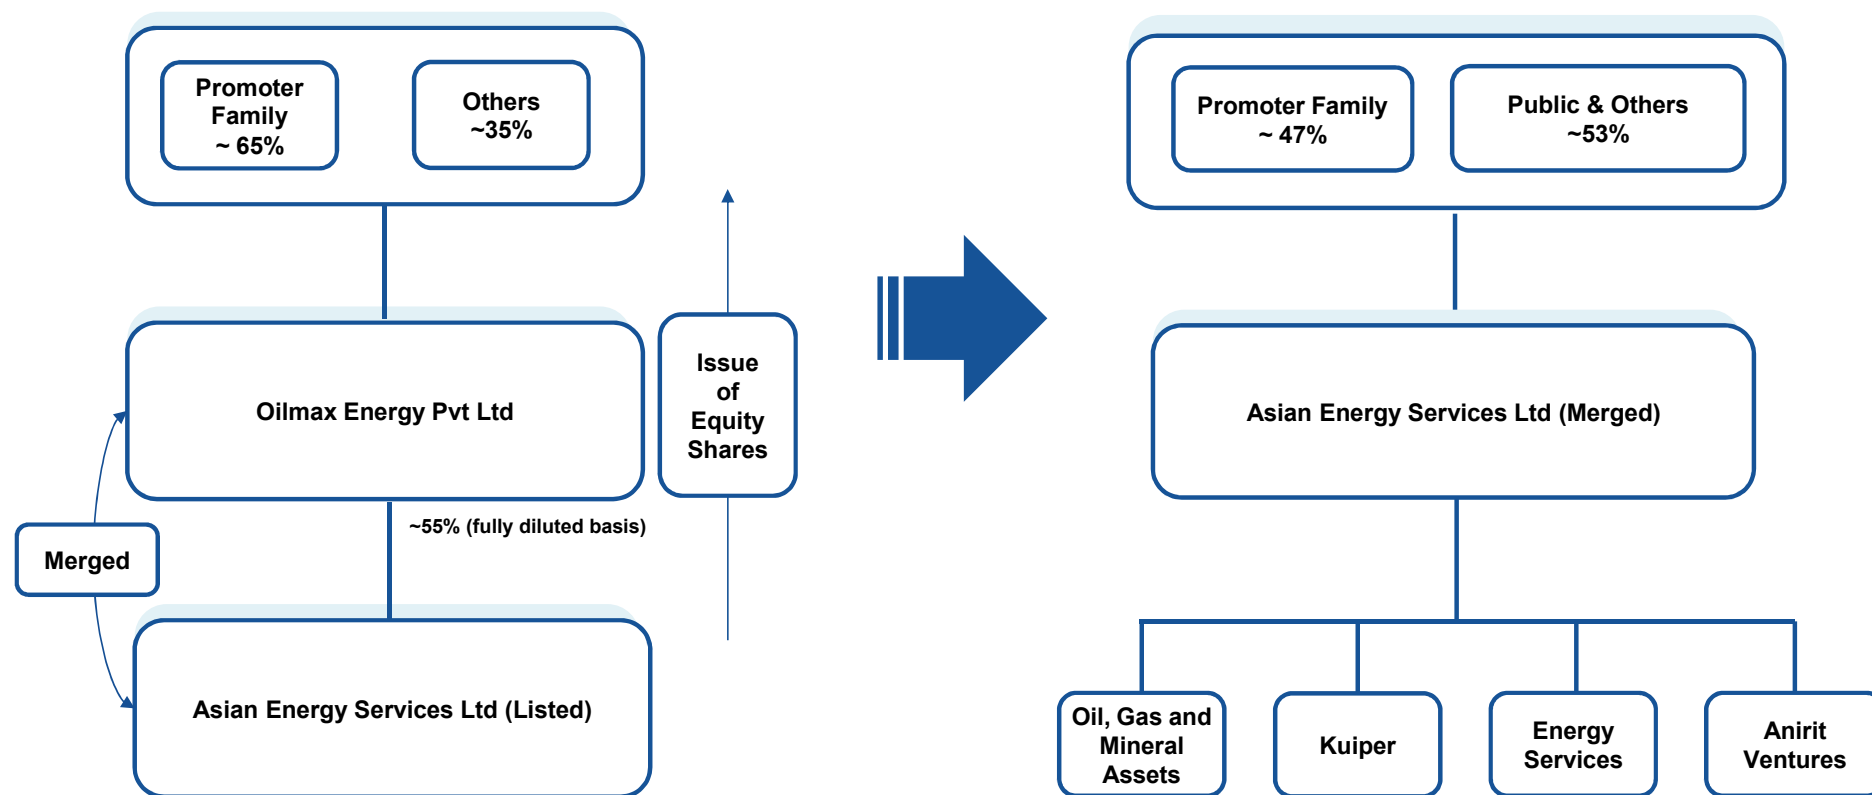 Promoter
Family
~ 65%
Others
~35%
Oilmax Energy Pvt Ltd
Issue
of
Equity
Shares
~55% (fully diluted basis)
Merged
Asian Energy Services Ltd (Listed)
Promoter Family
~ 47%
Public & Others
~53%
Asian Energy Services Ltd (Merged)
Oil, Gas and
Mineral
Assets
Kuiper
Energy
Services
Anirit
Ventures